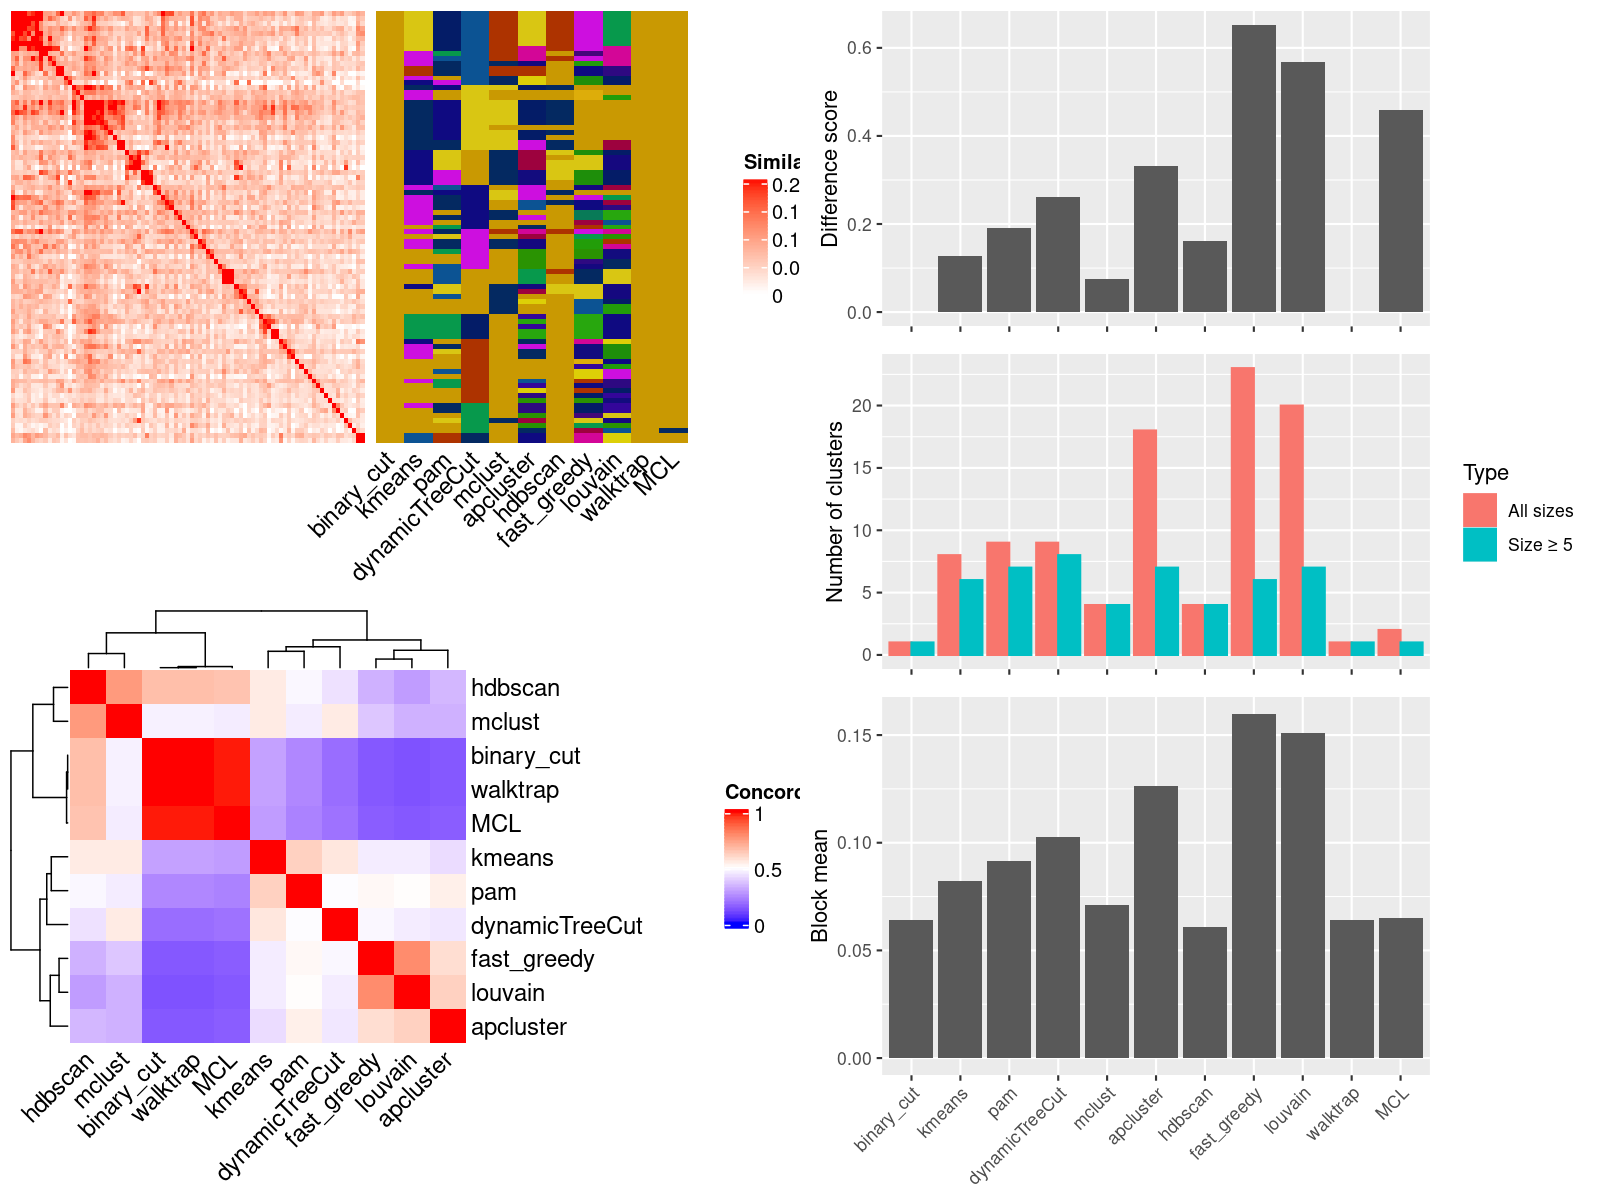 Simila
0.2
0.1
0.1
0.0
0
binary_cut
kmeans
pam
dynamicTreeCut
mclust
apcluster
hdbscan
fast_greedy
louvain
walktrap
MCL
hdbscan
mclust
binary_cut
walktrap
MCL
kmeans
pam
dynamicTreeCut
fast_greedy
louvain
apcluster
hdbscan
mclust
binary_cut
walktrap
MCL
kmeans
pam
dynamicTreeCut
fast_greedy
louvain
apcluster
Concord
1
0.5
0
Difference score
0.6
0.4
0.2
0.0
Number of clusters
20
15
10
5
0
Type
All sizes
Size ≥ 5
Block mean
0.15
0.10
0.05
0.00
binary_cut
kmeans
pam
dynamicTreeCut
mclust
apcluster
hdbscan
fast_greedy
louvain
walktrap
MCL